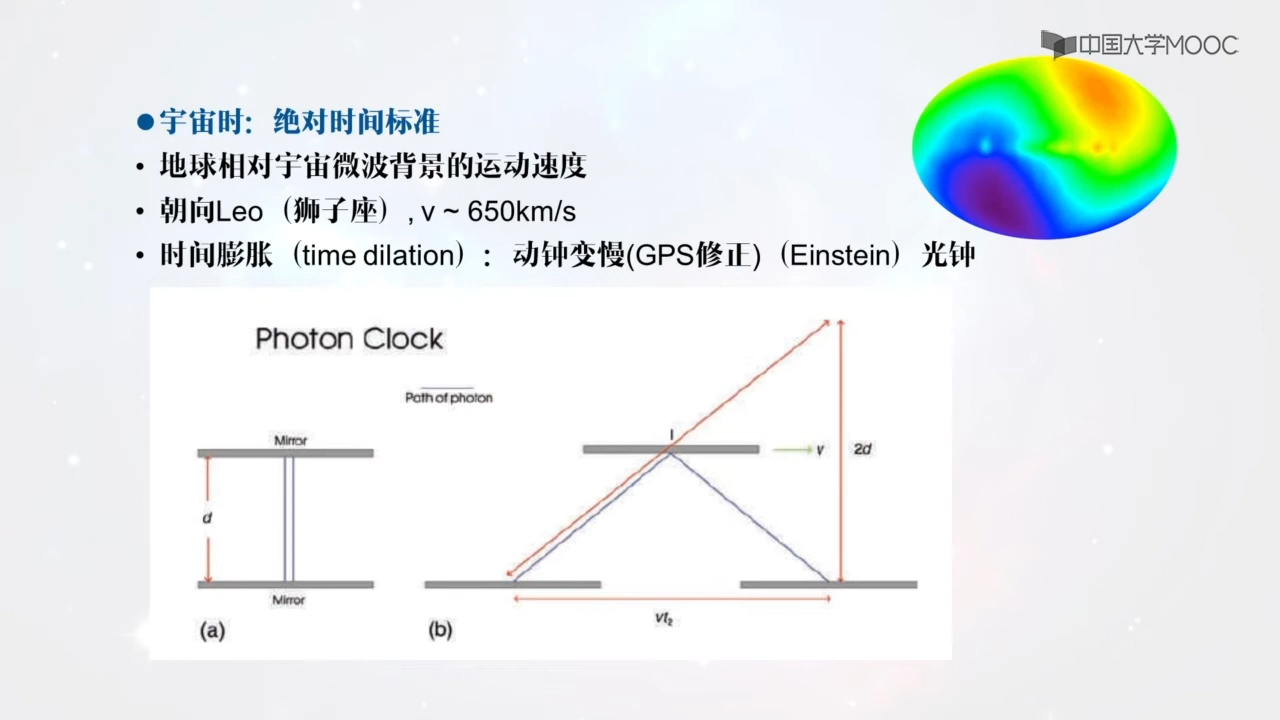 中国大学MOOC
●宇宙时：绝对时间标准
• 地球相对宇宙微波背景的运动速度
• 朝向Leo（狮子座）, v ~ 650km/s
• 时间膨胀（time dilation）：动钟变慢(GPS修正)（Einstein）光钟
Photon Clock
Path of photon
Mirror
d
Mirror
(a)
v
2d
vt₂
(b)